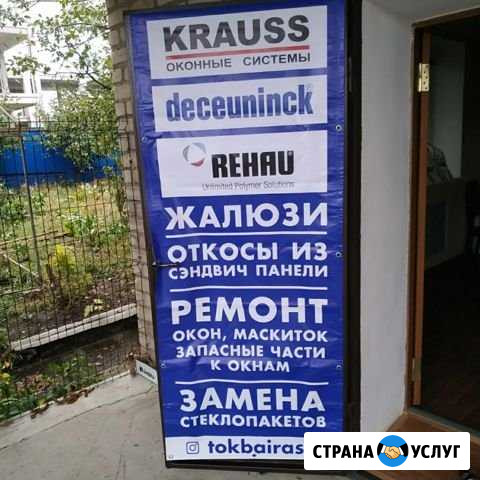 KRAUSS
ОКОННЫЕ СИСТЕМЫ
deceuninck
REHAU
Unlimited Polymer Solutions
ЖАЛЮЗИ
ОТКОСЫ ИЗ
СЭНДВИЧ ПАНЕЛИ
РЕМОНТ
ОКОН, МАСКИТОК
ЗАПАСНЫЕ ЧАСТИ
К ОКНАМ
ЗАМЕНА
СТЕКЛОПАКЕТОВ
tokbairas
СТРАНА УСЛУГ